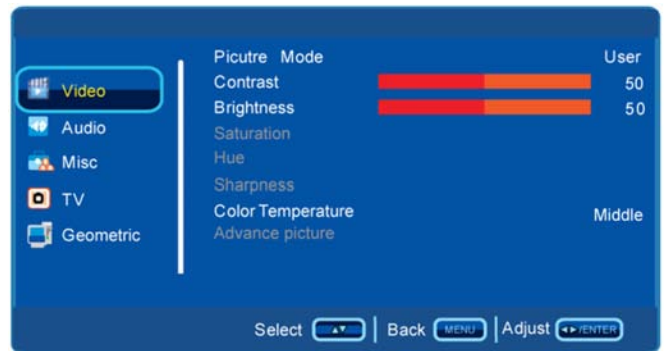 Video
Audio
Misc
TV
Geometric
Picutre Mode User
Contrast 50
Brightness 50
Saturation
Hue
Sharpness
Color Temperature Middle
Advance picture
Select ▲▼ Back MENU Adjust ◄►/ENTER